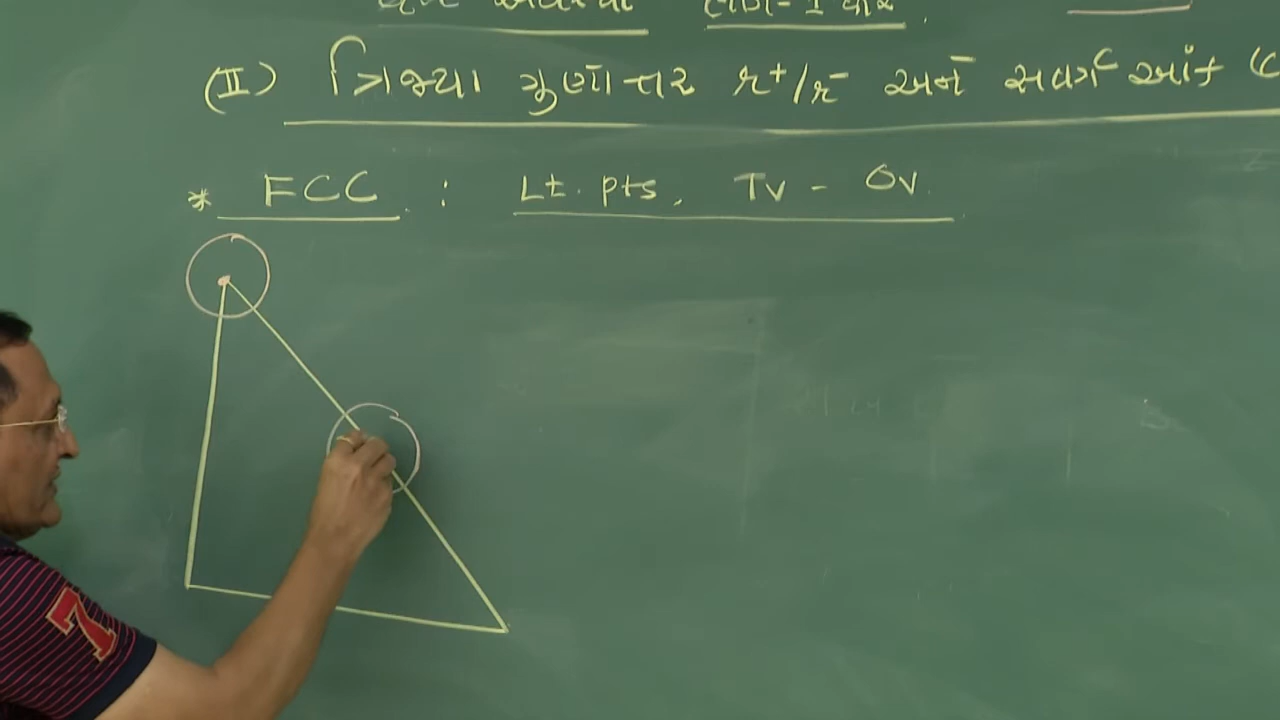 (II) ત્રિજ્યા ગુણોત્તર r⁺/r⁻ અને સવર્ગ આંક (C
* FCC : Lt. pts, Tv - Ov.
7